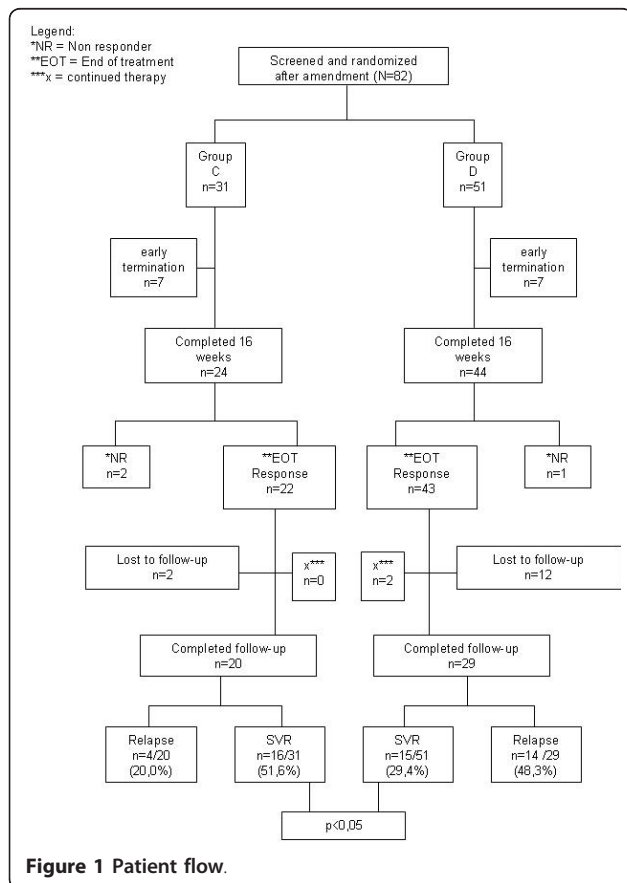 Legend:
*NR = Non responder
**EOT = End of treatment
***x = continued therapy
Screened and randomized
after amendment (N=82)
Group
C
n=31
Group
D
n=51
early
termination
n=7
early
termination
n=7
Completed 16
weeks
n=24
Completed 16
weeks
n=44
*NR
n=2
**EOT
Response
n=22
**EOT
Response
n=43
*NR
n=1
Lost to follow-up
n=2
x***
n=0
x***
n=2
Lost to follow-up
n=12
Completed follow-up
n=20
Completed follow-up
n=29
Relapse
n=4/20
(20,0%)
SVR
n=16/31
(51,6%)
SVR
n=15/51
(29,4%)
Relapse
n=14 /29
(48,3%)
p<0,05
Figure 1 Patient flow.